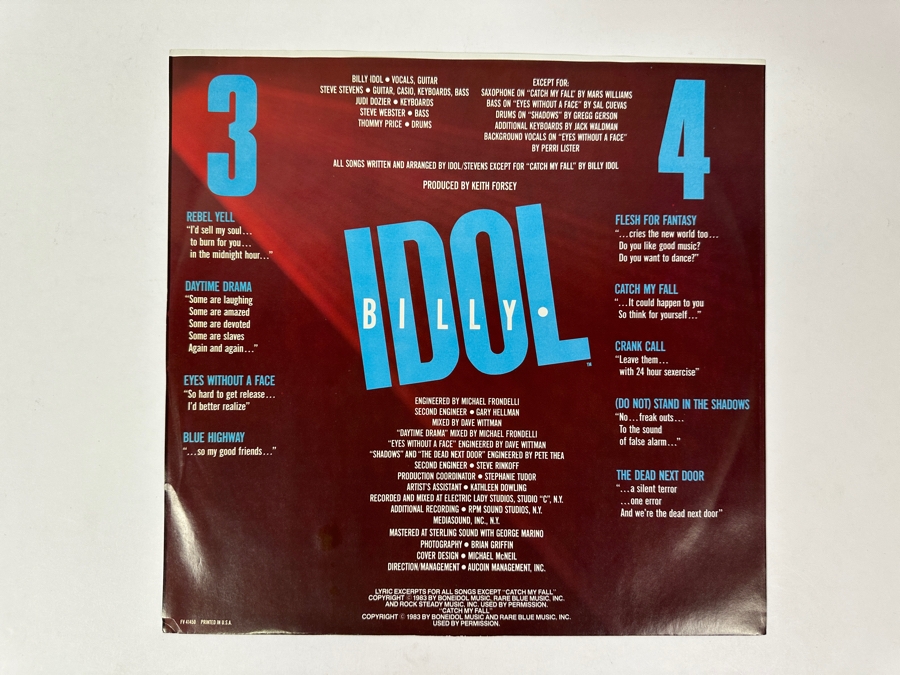 3
BILLY IDOL • VOCALS, GUITAR
STEVE STEVENS • GUITAR, CASIO, KEYBOARDS, BASS
JUDI DOZIER • KEYBOARDS
STEVE WEBSTER • BASS
THOMMY PRICE • DRUMS
EXCEPT FOR:
SAXOPHONE ON "CATCH MY FALL" BY MARS WILLIAMS
BASS ON "EYES WITHOUT A FACE" BY SAL CUEVAS
DRUMS ON "SHADOWS" BY GREGG GERSON
ADDITIONAL KEYBOARDS BY JACK WALDMAN
BACKGROUND VOCALS ON "EYES WITHOUT A FACE"
BY PERRI LISTER
4
ALL SONGS WRITTEN AND ARRANGED BY IDOL/STEVENS EXCEPT FOR "CATCH MY FALL" BY BILLY IDOL
PRODUCED BY KEITH FORSEY
REBEL YELL
"I'd sell my soul...
to burn for you...
in the midnight hour..."
DAYTIME DRAMA
"Some are laughing
Some are amazed
Some are devoted
Some are slaves
Again and again..."
EYES WITHOUT A FACE
"So hard to get release...
I'd better realize"
BLUE HIGHWAY
"...so my good friends..."
IDOL
BILLY•
TM
FLESH FOR FANTASY
"...cries the new world too...
Do you like good music?
Do you want to dance?"
CATCH MY FALL
"...It could happen to you
So think for yourself..."
CRANK CALL
"Leave them...
with 24 hour sexercise"
(DO NOT) STAND IN THE SHADOWS
"No...freak outs...
To the sound
of false alarm..."
THE DEAD NEXT DOOR
"...a silent terror
...one error
And we're the dead next door"
ENGINEERED BY MICHAEL FRONDELLI
SECOND ENGINEER • GARY HELLMAN
MIXED BY DAVE WITTMAN
"DAYTIME DRAMA" MIXED BY MICHAEL FRONDELLI
"EYES WITHOUT A FACE" ENGINEERED BY DAVE WITTMAN
"SHADOWS" AND "THE DEAD NEXT DOOR" ENGINEERED BY PETE THEA
SECOND ENGINEER • STEVE RINKOFF
PRODUCTION COORDINATOR • STEPHANIE TUDOR
ARTIST'S ASSISTANT • KATHLEEN DOWLING
RECORDED AND MIXED AT ELECTRIC LADY STUDIOS, STUDIO "C", N.Y.
ADDITIONAL RECORDING • RPM SOUND STUDIOS, N.Y.
MEDIASOUND, INC., N.Y.
MASTERED AT STERLING SOUND WITH GEORGE MARINO
PHOTOGRAPHY • BRIAN GRIFFIN
COVER DESIGN • MICHAEL McNEIL
DIRECTION/MANAGEMENT • AUCOIN MANAGEMENT, INC.
LYRIC EXCERPTS FOR ALL SONGS EXCEPT "CATCH MY FALL"
COPYRIGHT © 1983 BY BONEIDOL MUSIC, RARE BLUE MUSIC, INC.
AND ROCK STEADY MUSIC, INC. USED BY PERMISSION.
"CATCH MY FALL"
COPYRIGHT © 1983 BY BONEIDOL MUSIC AND RARE BLUE MUSIC, INC.
USED BY PERMISSION.
FV 41450 PRINTED IN U.S.A.